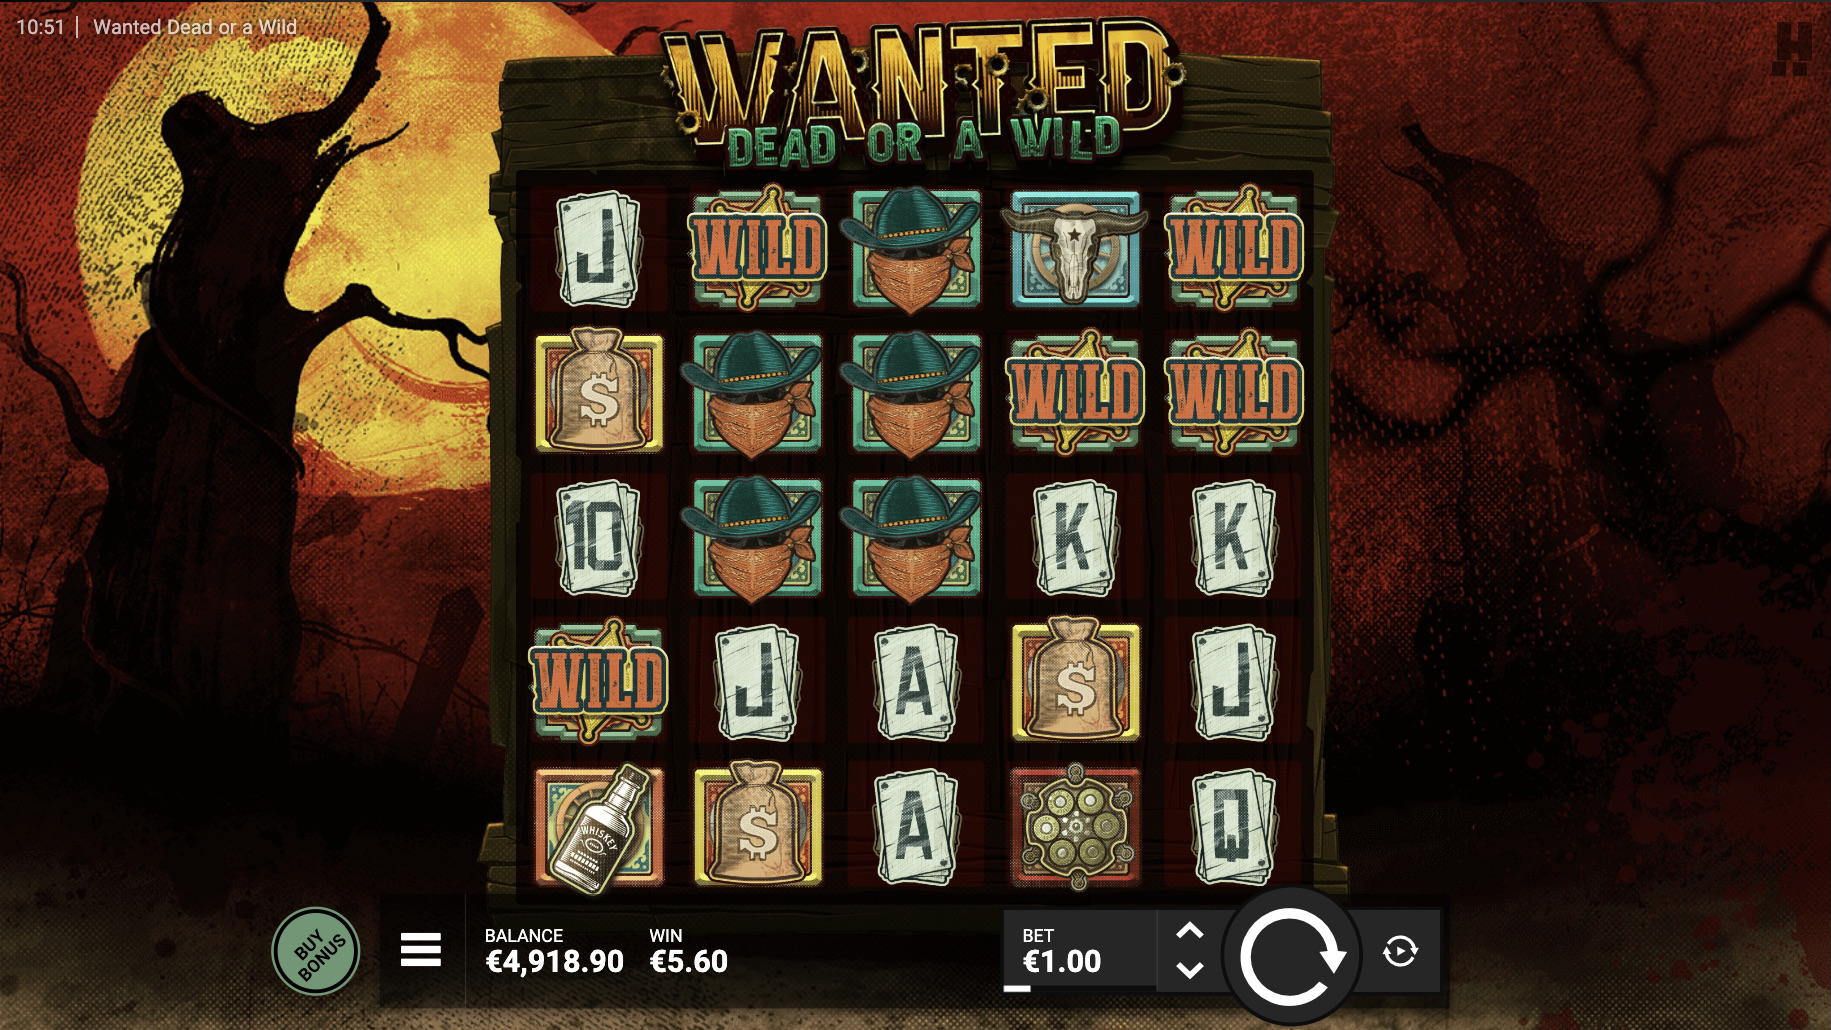 10:51 | Wanted Dead or a Wild
WANTED
DEAD OR A WILD
J WILD WILD
$ WILD WILD
10 K K
WILD J A $ J
WHISKEY $ A Q
BUY
BONUS
BALANCE WIN BET
€4,918.90 €5.60 €1.00